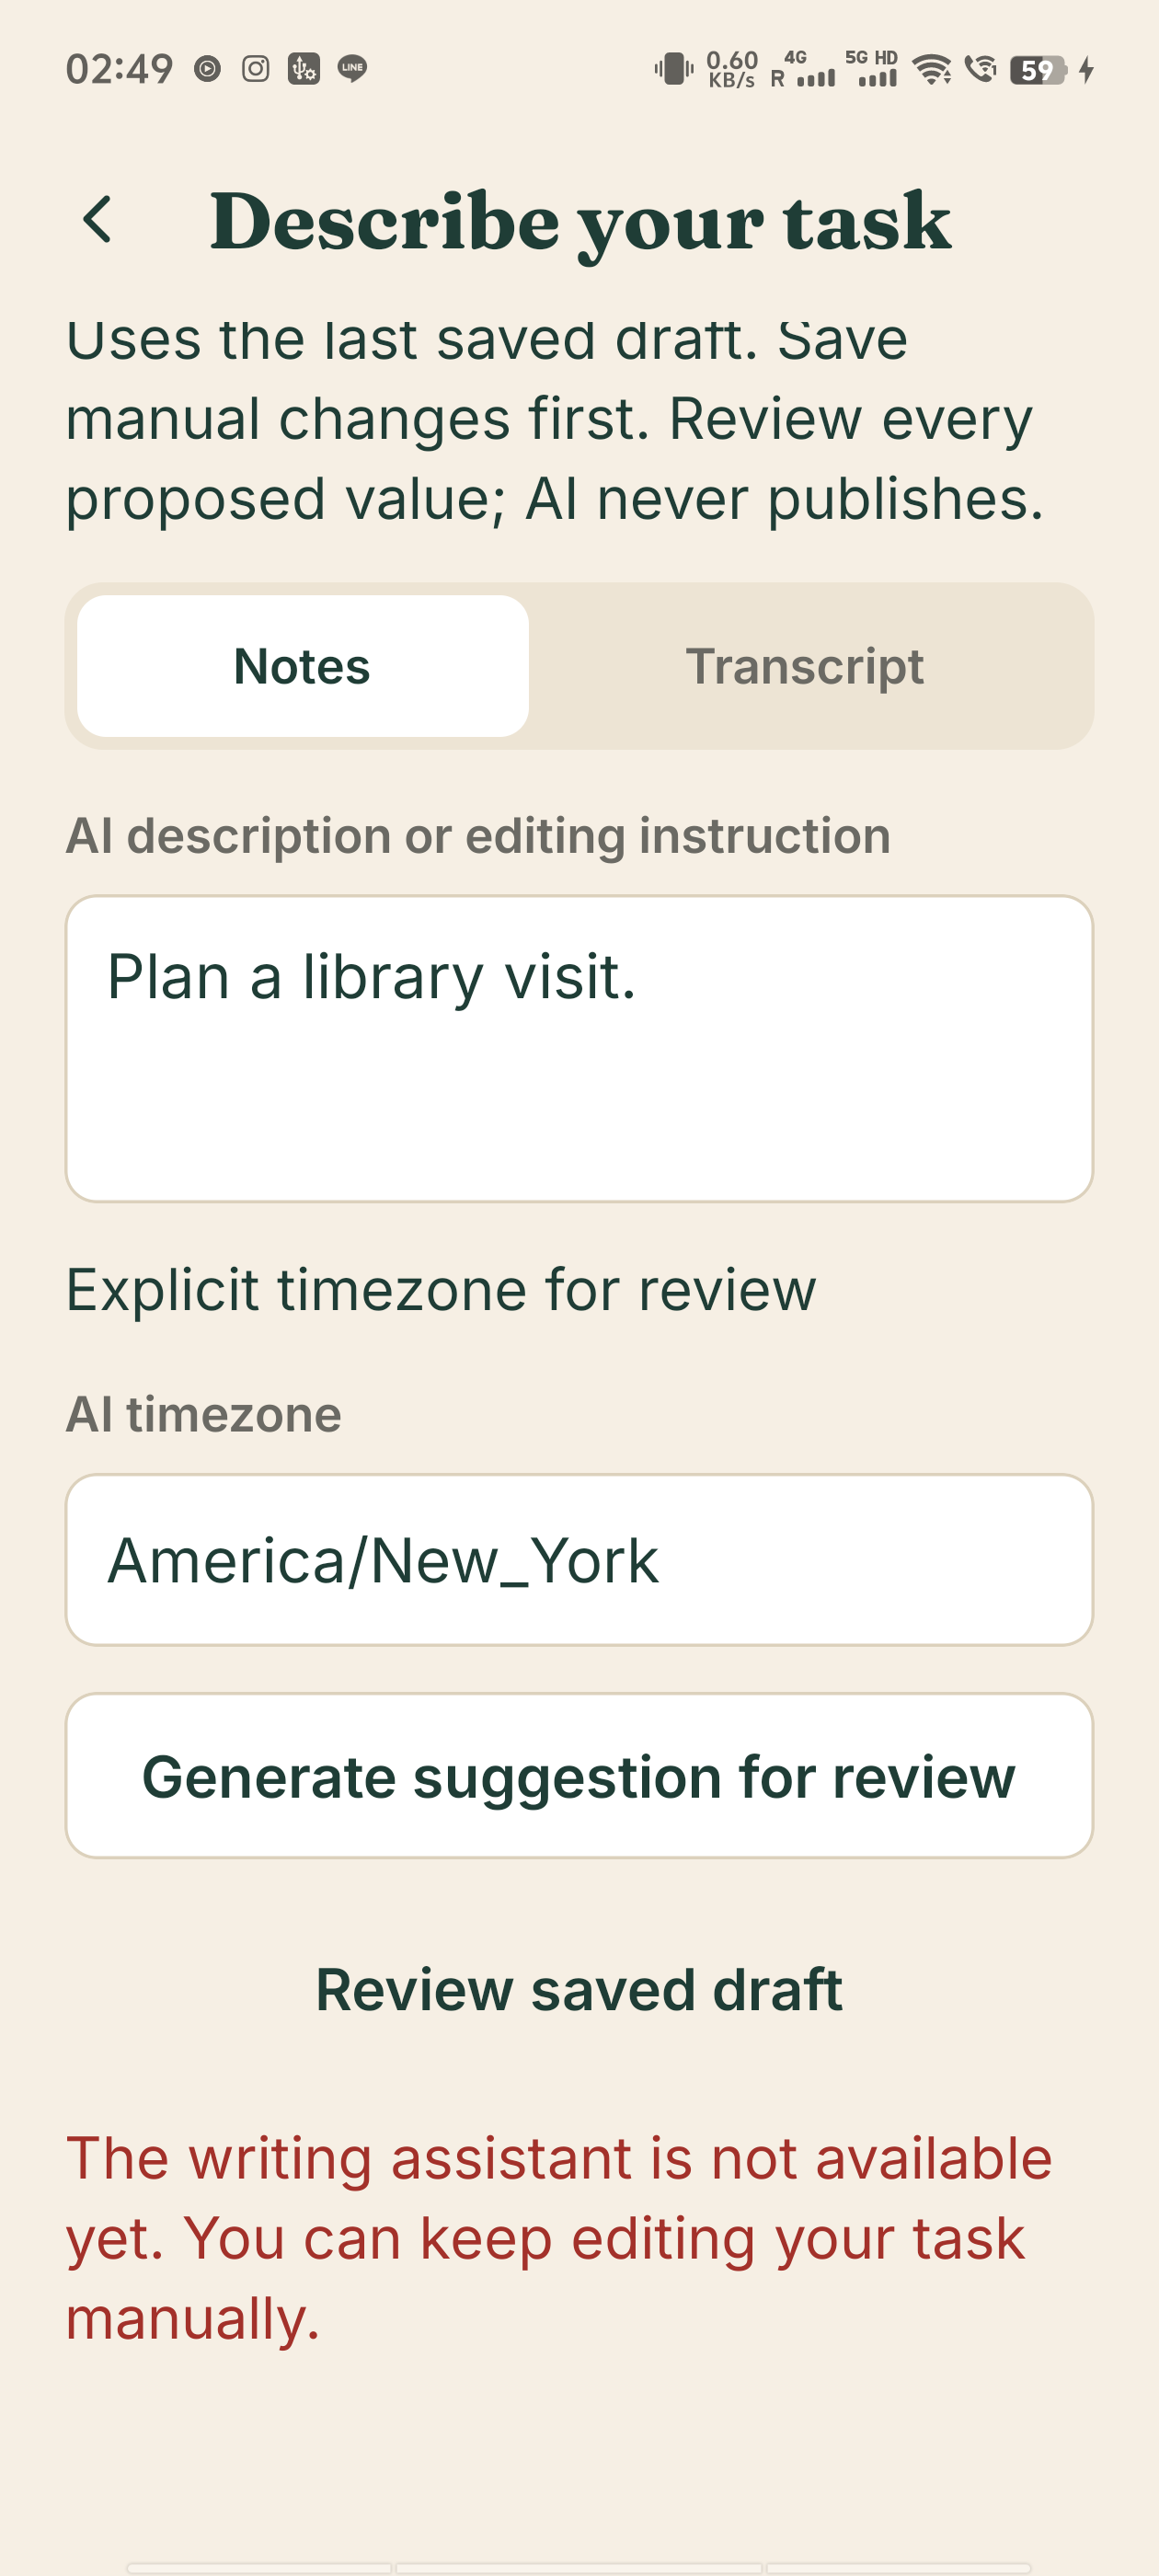 02:49
LINE
0.60 KB/s
R 4G
5G HD
59
Describe your task
Uses the last saved draft. Save
manual changes first. Review every
proposed value; AI never publishes.
Notes
Transcript
AI description or editing instruction
Plan a library visit.
Explicit timezone for review
AI timezone
America/New_York
Generate suggestion for review
Review saved draft
The writing assistant is not available
yet. You can keep editing your task
manually.